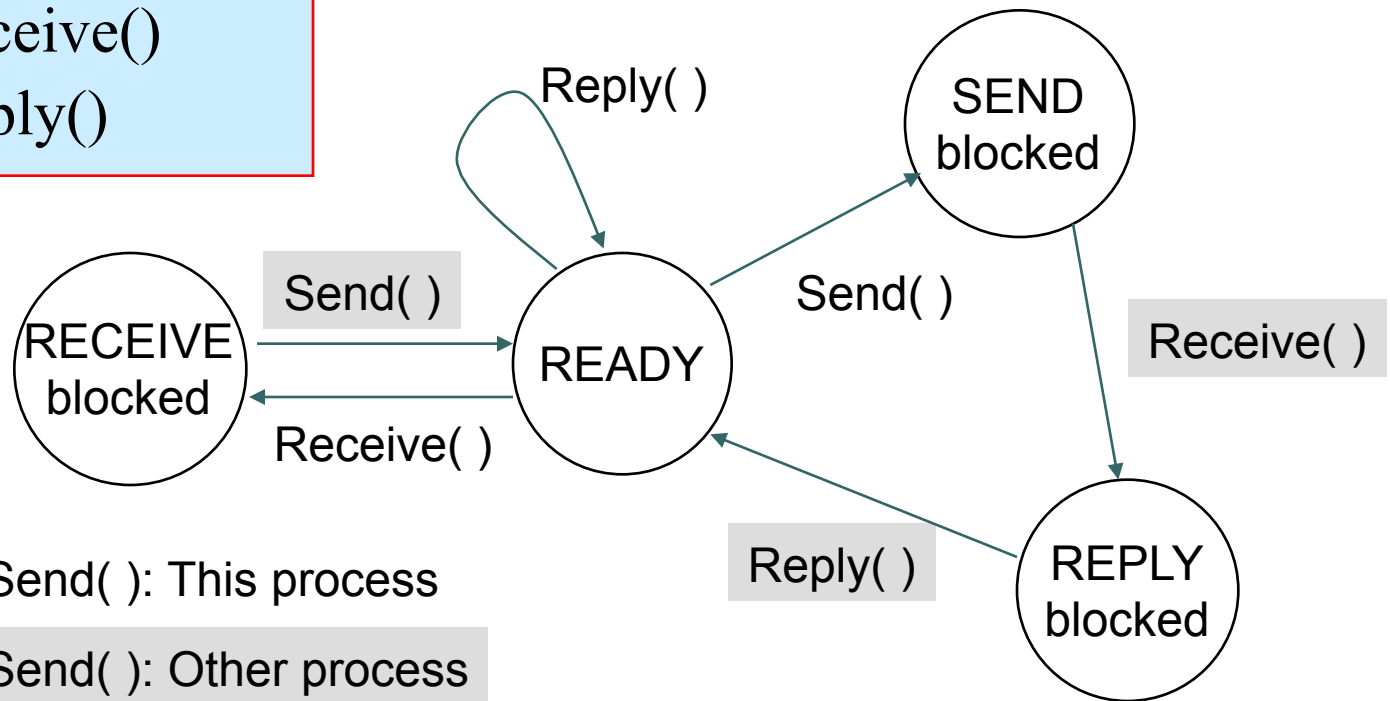 ceive()
ply()
Reply( )
SEND
blocked
Send( )
Send( )
RECEIVE
blocked
READY
Receive( )
Receive( )
Reply( )
REPLY
blocked
Send( ): This process
Send( ): Other process